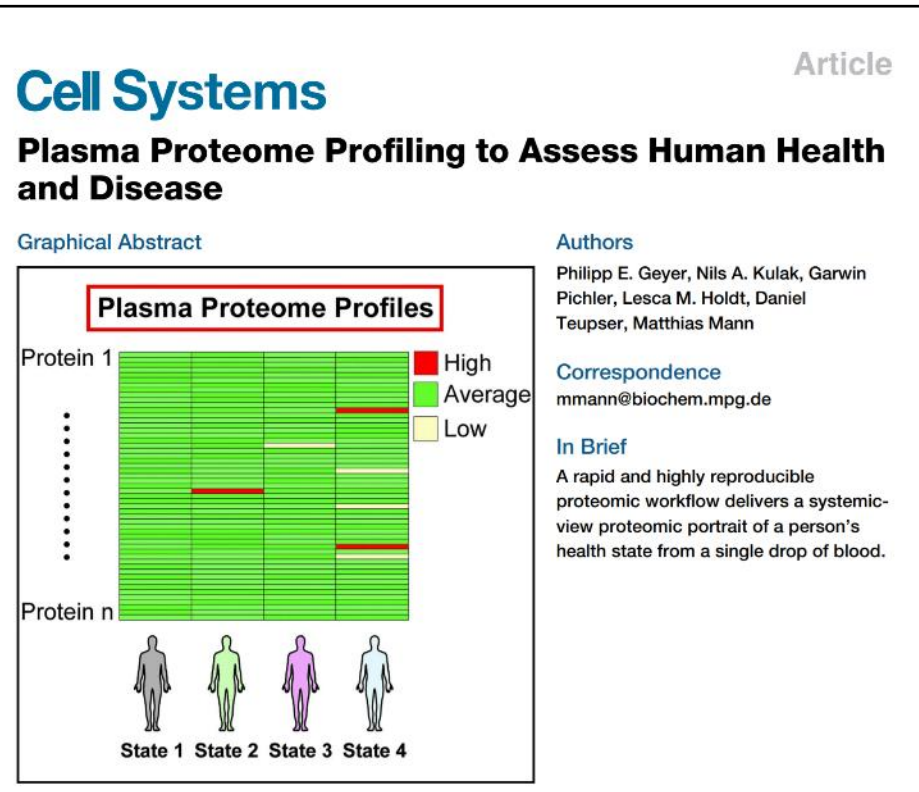 Article
Cell Systems
Plasma Proteome Profiling to Assess Human Health
and Disease
Graphical Abstract
Plasma Proteome Profiles
Protein 1
High
Average
Low
Protein n
State 1 State 2 State 3 State 4
Authors
Philipp E. Geyer, Nils A. Kulak, Garwin
Pichler, Lesca M. Holdt, Daniel
Teupser, Matthias Mann
Correspondence
mmann@biochem.mpg.de
In Brief
A rapid and highly reproducible
proteomic workflow delivers a systemic-
view proteomic portrait of a person's
health state from a single drop of blood.